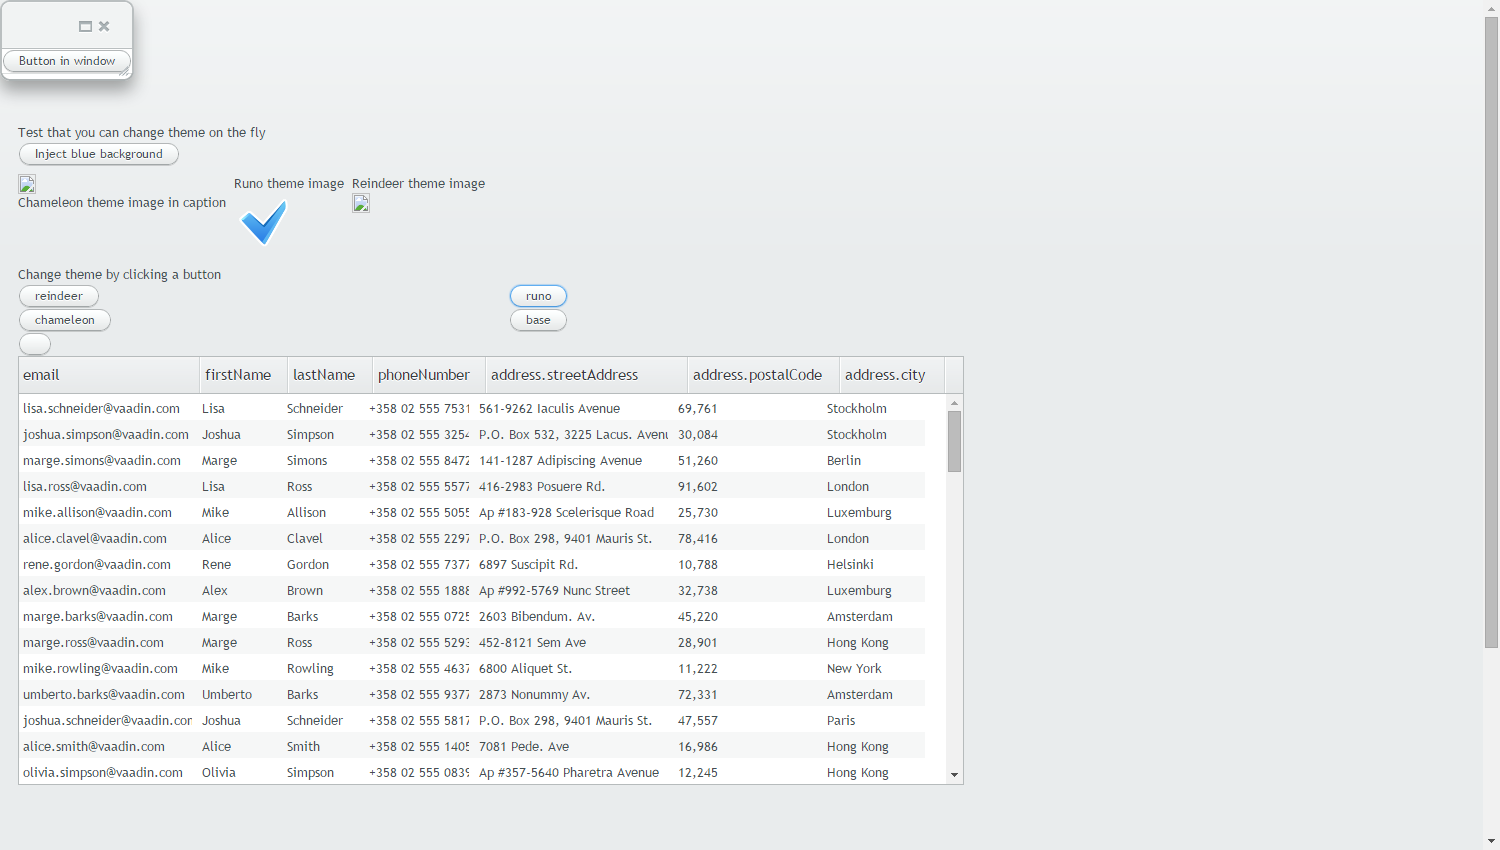 Button in window
Test that you can change theme on the fly
Inject blue background
Chameleon theme image in caption
Runo theme image
Reindeer theme image
Change theme by clicking a button
reindeer
runo
chameleon
base
email firstName lastName phoneNumber address.streetAddress address.postalCode address.city
lisa.schneider@vaadin.com Lisa Schneider +358 02 555 7531 561-9262 Iaculis Avenue 69,761 Stockholm
joshua.simpson@vaadin.com Joshua Simpson +358 02 555 3254 P.O. Box 532, 3225 Lacus. Avenu 30,084 Stockholm
marge.simons@vaadin.com Marge Simons +358 02 555 8472 141-1287 Adipiscing Avenue 51,260 Berlin
lisa.ross@vaadin.com Lisa Ross +358 02 555 5577 416-2983 Posuere Rd. 91,602 London
mike.allison@vaadin.com Mike Allison +358 02 555 5055 Ap #183-928 Scelerisque Road 25,730 Luxemburg
alice.clavel@vaadin.com Alice Clavel +358 02 555 2297 P.O. Box 298, 9401 Mauris St. 78,416 London
rene.gordon@vaadin.com Rene Gordon +358 02 555 7377 6897 Suscipit Rd. 10,788 Helsinki
alex.brown@vaadin.com Alex Brown +358 02 555 1888 Ap #992-5769 Nunc Street 32,738 Luxemburg
marge.barks@vaadin.com Marge Barks +358 02 555 0725 2603 Bibendum. Av. 45,220 Amsterdam
marge.ross@vaadin.com Marge Ross +358 02 555 5293 452-8121 Sem Ave 28,901 Hong Kong
mike.rowling@vaadin.com Mike Rowling +358 02 555 4637 6800 Aliquet St. 11,222 New York
umberto.barks@vaadin.com Umberto Barks +358 02 555 9377 2873 Nonummy Av. 72,331 Amsterdam
joshua.schneider@vaadin.cor Joshua Schneider +358 02 555 5817 P.O. Box 298, 9401 Mauris St. 47,557 Paris
alice.smith@vaadin.com Alice Smith +358 02 555 1405 7081 Pede. Ave 16,986 Hong Kong
olivia.simpson@vaadin.com Olivia Simpson +358 02 555 0839 Ap #357-5640 Pharetra Avenue 12,245 Hong Kong